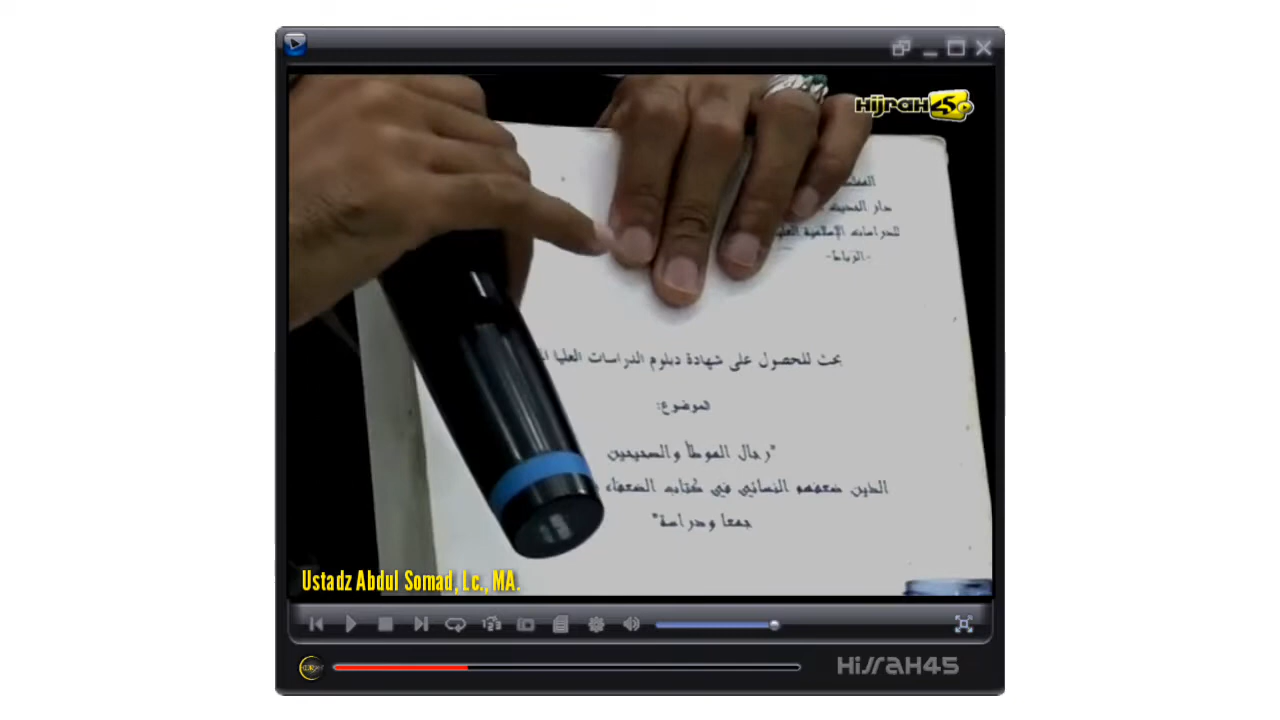 HIJRAH45
دار الحديث
للدراسات الإسلامية العليا
-الرباط-
بحث للحصول على شهادة دبلوم الدراسات العليا
الموضوع:
"رجال الموطأ والصحيحين
الذين ضعفهم النسائي في كتاب الضعفاء
جمعا ودراسة"
Ustadz Abdul Somad, Lc., MA.
HIJRAH45